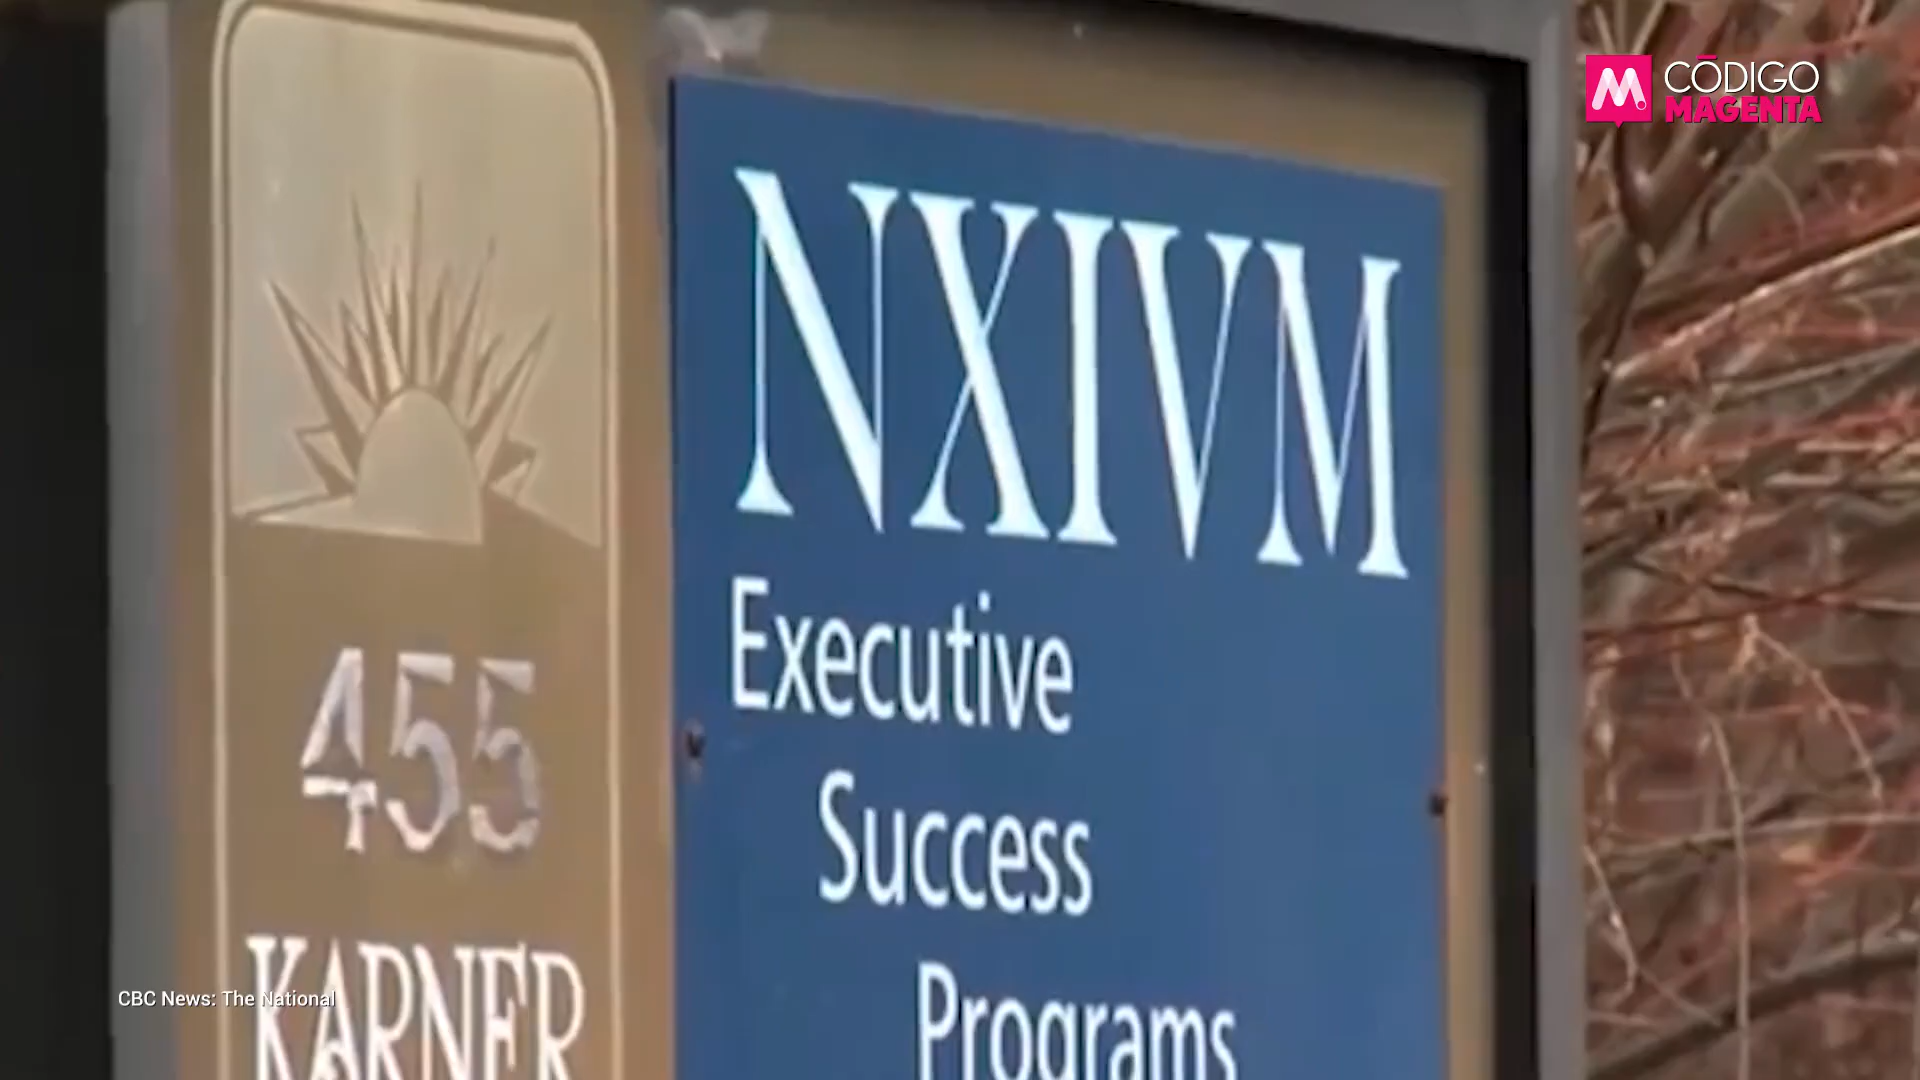 CÓDIGO
MAGENTA
NXIVM
Executive
Success
Programs
455
KARNER
CBC News: The National